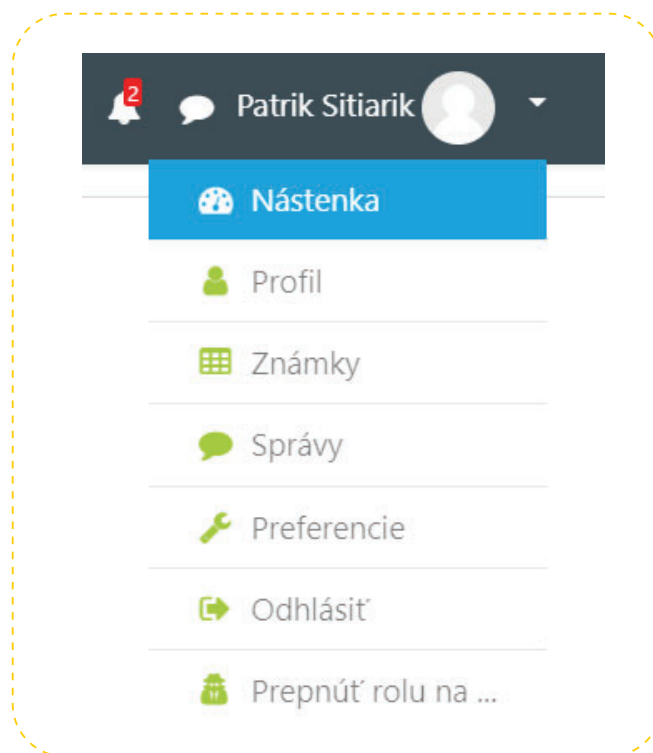 2
Patrik Sitiarik
Nástenka
Profil
Známky
Správy
Preferencie
Odhlásiť
Prepnúť rolu na ...